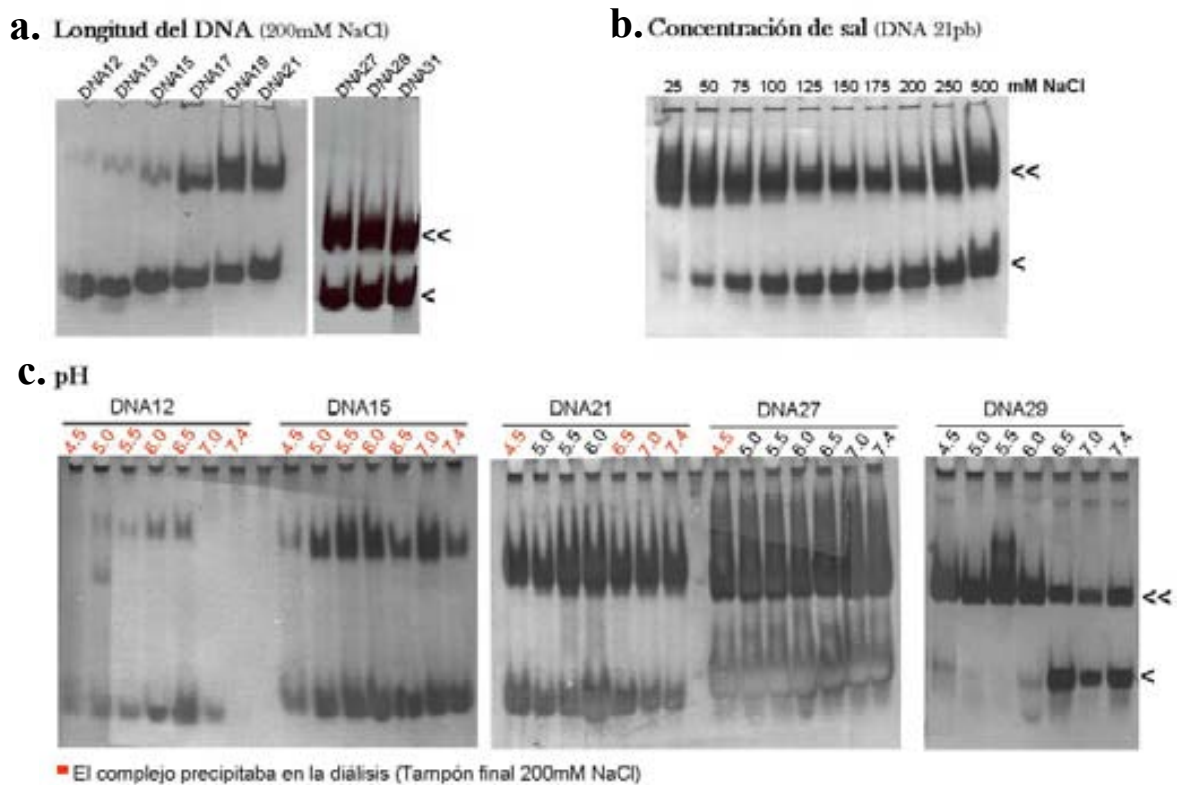 a. Longitud del DNA (200mM NaCl)
DNA12 DNA13 DNA15 DNA17 DNA19 DNA21 DNA27 DNA28 DNA31
<<
<
b. Concentración de sal (DNA 21pb)
25 50 75 100 125 150 175 200 250 500 mM NaCl
<<
<
c. pH
DNA12 DNA15 DNA21 DNA27 DNA29
4.5 5.0 5.5 6.0 6.5 7.0 7.4 4.5 5.0 5.5 6.0 6.5 7.0 7.4 4.5 5.0 5.5 6.0 6.5 7.0 7.4 4.5 5.0 5.5 6.0 6.5 7.0 7.4 4.5 5.0 5.5 6.0 6.5 7.0 7.4
<<
<
El complejo precipitaba en la diálisis (Tampón final 200mM NaCl)